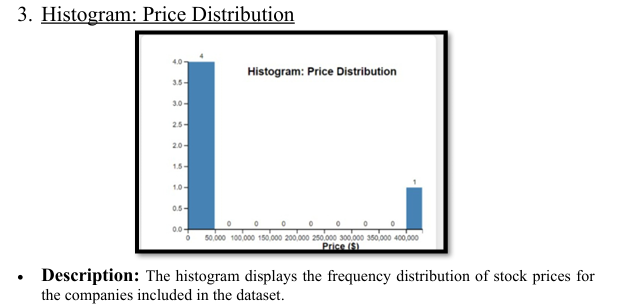 3. Histogram: Price Distribution
4
4.0
Histogram: Price Distribution
3.5
3.0
2.5
2.0
1.5
1
1.0
0.5
0 0 0 0 0 0 0
0.0
0 50,000 100,000 150,000 200,000 250,000 300,000 350,000 400,000
Price ($)
• Description: The histogram displays the frequency distribution of stock prices for
the companies included in the dataset.